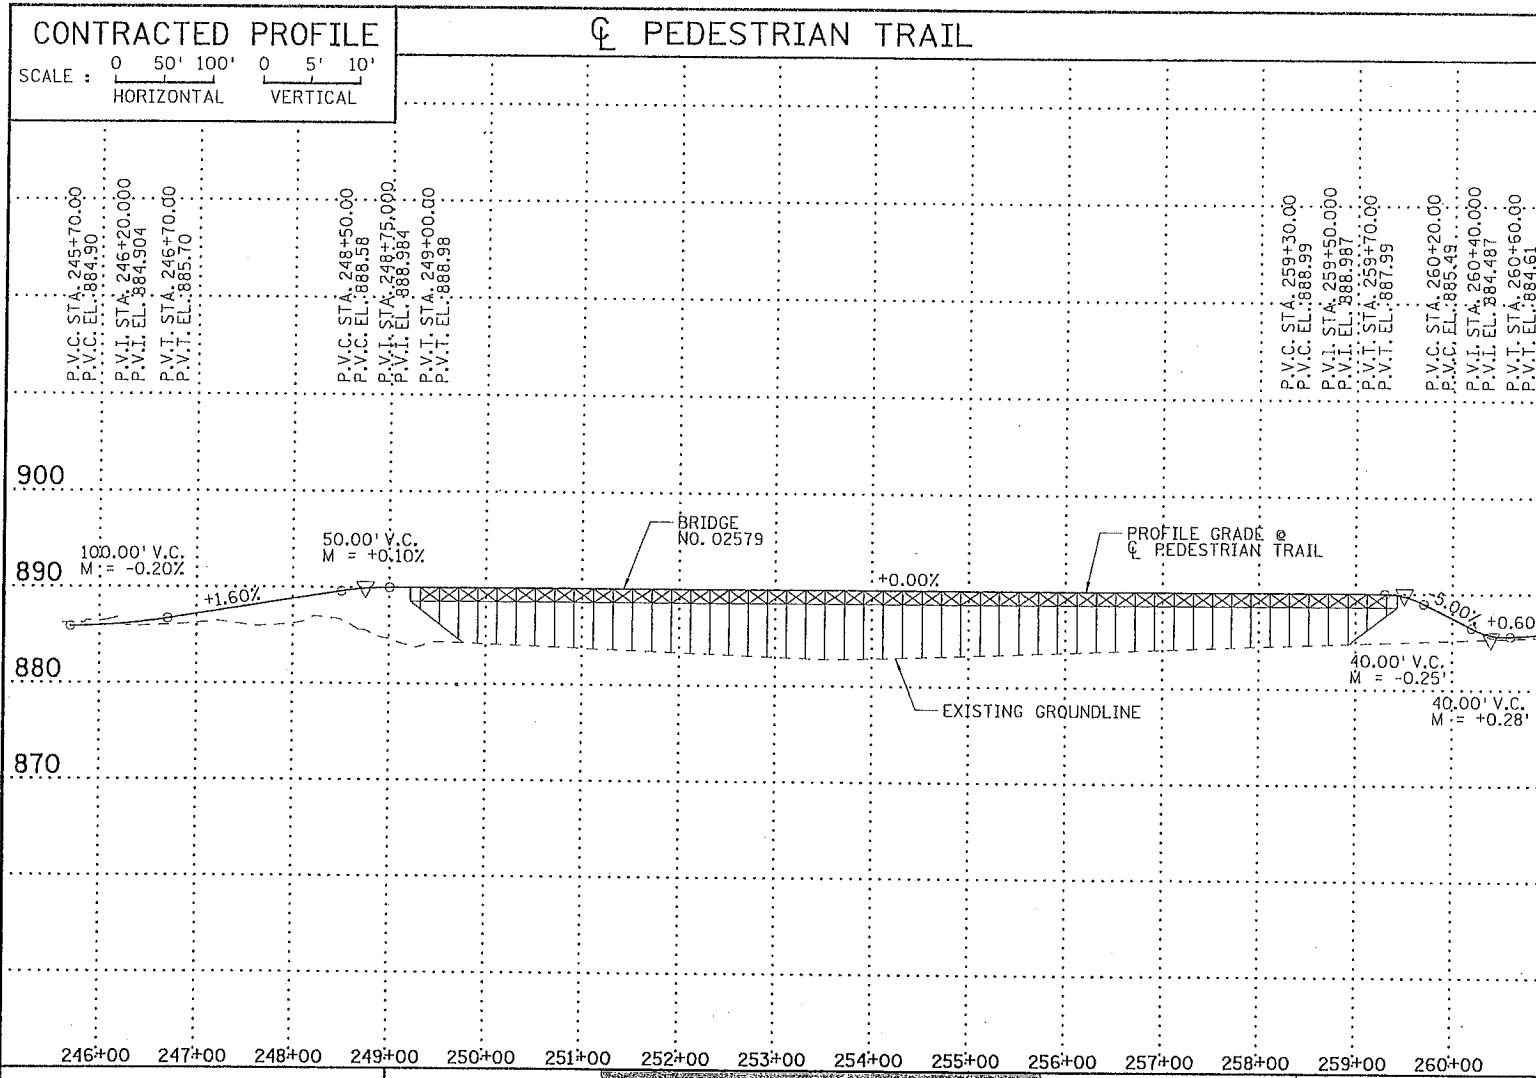 CONTRACTED PROFILE
SCALE : 0 50' 100' 0 5' 10'
HORIZONTAL VERTICAL
℄ PEDESTRIAN TRAIL
P.V.C. STA. 245+70.00
P.V.C. EL. 884.90
P.V.I. STA. 246+20.000
P.V.I. EL. 884.904
P.V.T. STA. 246+70.00
P.V.T. EL. 885.70
P.V.C. STA. 248+50.00
P.V.C. EL. 888.58
P.V.I. STA. 248+75.000
P.V.I. EL. 888.984
P.V.T. STA. 249+00.00
P.V.T. EL. 888.98
P.V.C. STA. 259+30.00
P.V.C. EL. 888.99
P.V.I. STA. 259+50.000
P.V.I. EL. 888.987
P.V.T. STA. 259+70.00
P.V.T. EL. 887.99
P.V.C. STA. 260+20.00
P.V.C. EL. 885.49
P.V.I. STA. 260+40.000
P.V.I. EL. 884.487
P.V.T. STA. 260+60.00
P.V.T. EL. 884.61
900
890
880
870
100.00' V.C.
M = -0.20%
+1.60%
50.00' V.C.
M = +0.10%
BRIDGE
NO. 02579
+0.00%
PROFILE GRADE @
℄ PEDESTRIAN TRAIL
-5.00%
+0.60
40.00' V.C.
M = -0.25'
40.00' V.C.
M = +0.28'
EXISTING GROUNDLINE
246+00 247+00 248+00 249+00 250+00 251+00 252+00 253+00 254+00 255+00 256+00 257+00 258+00 259+00 260+00